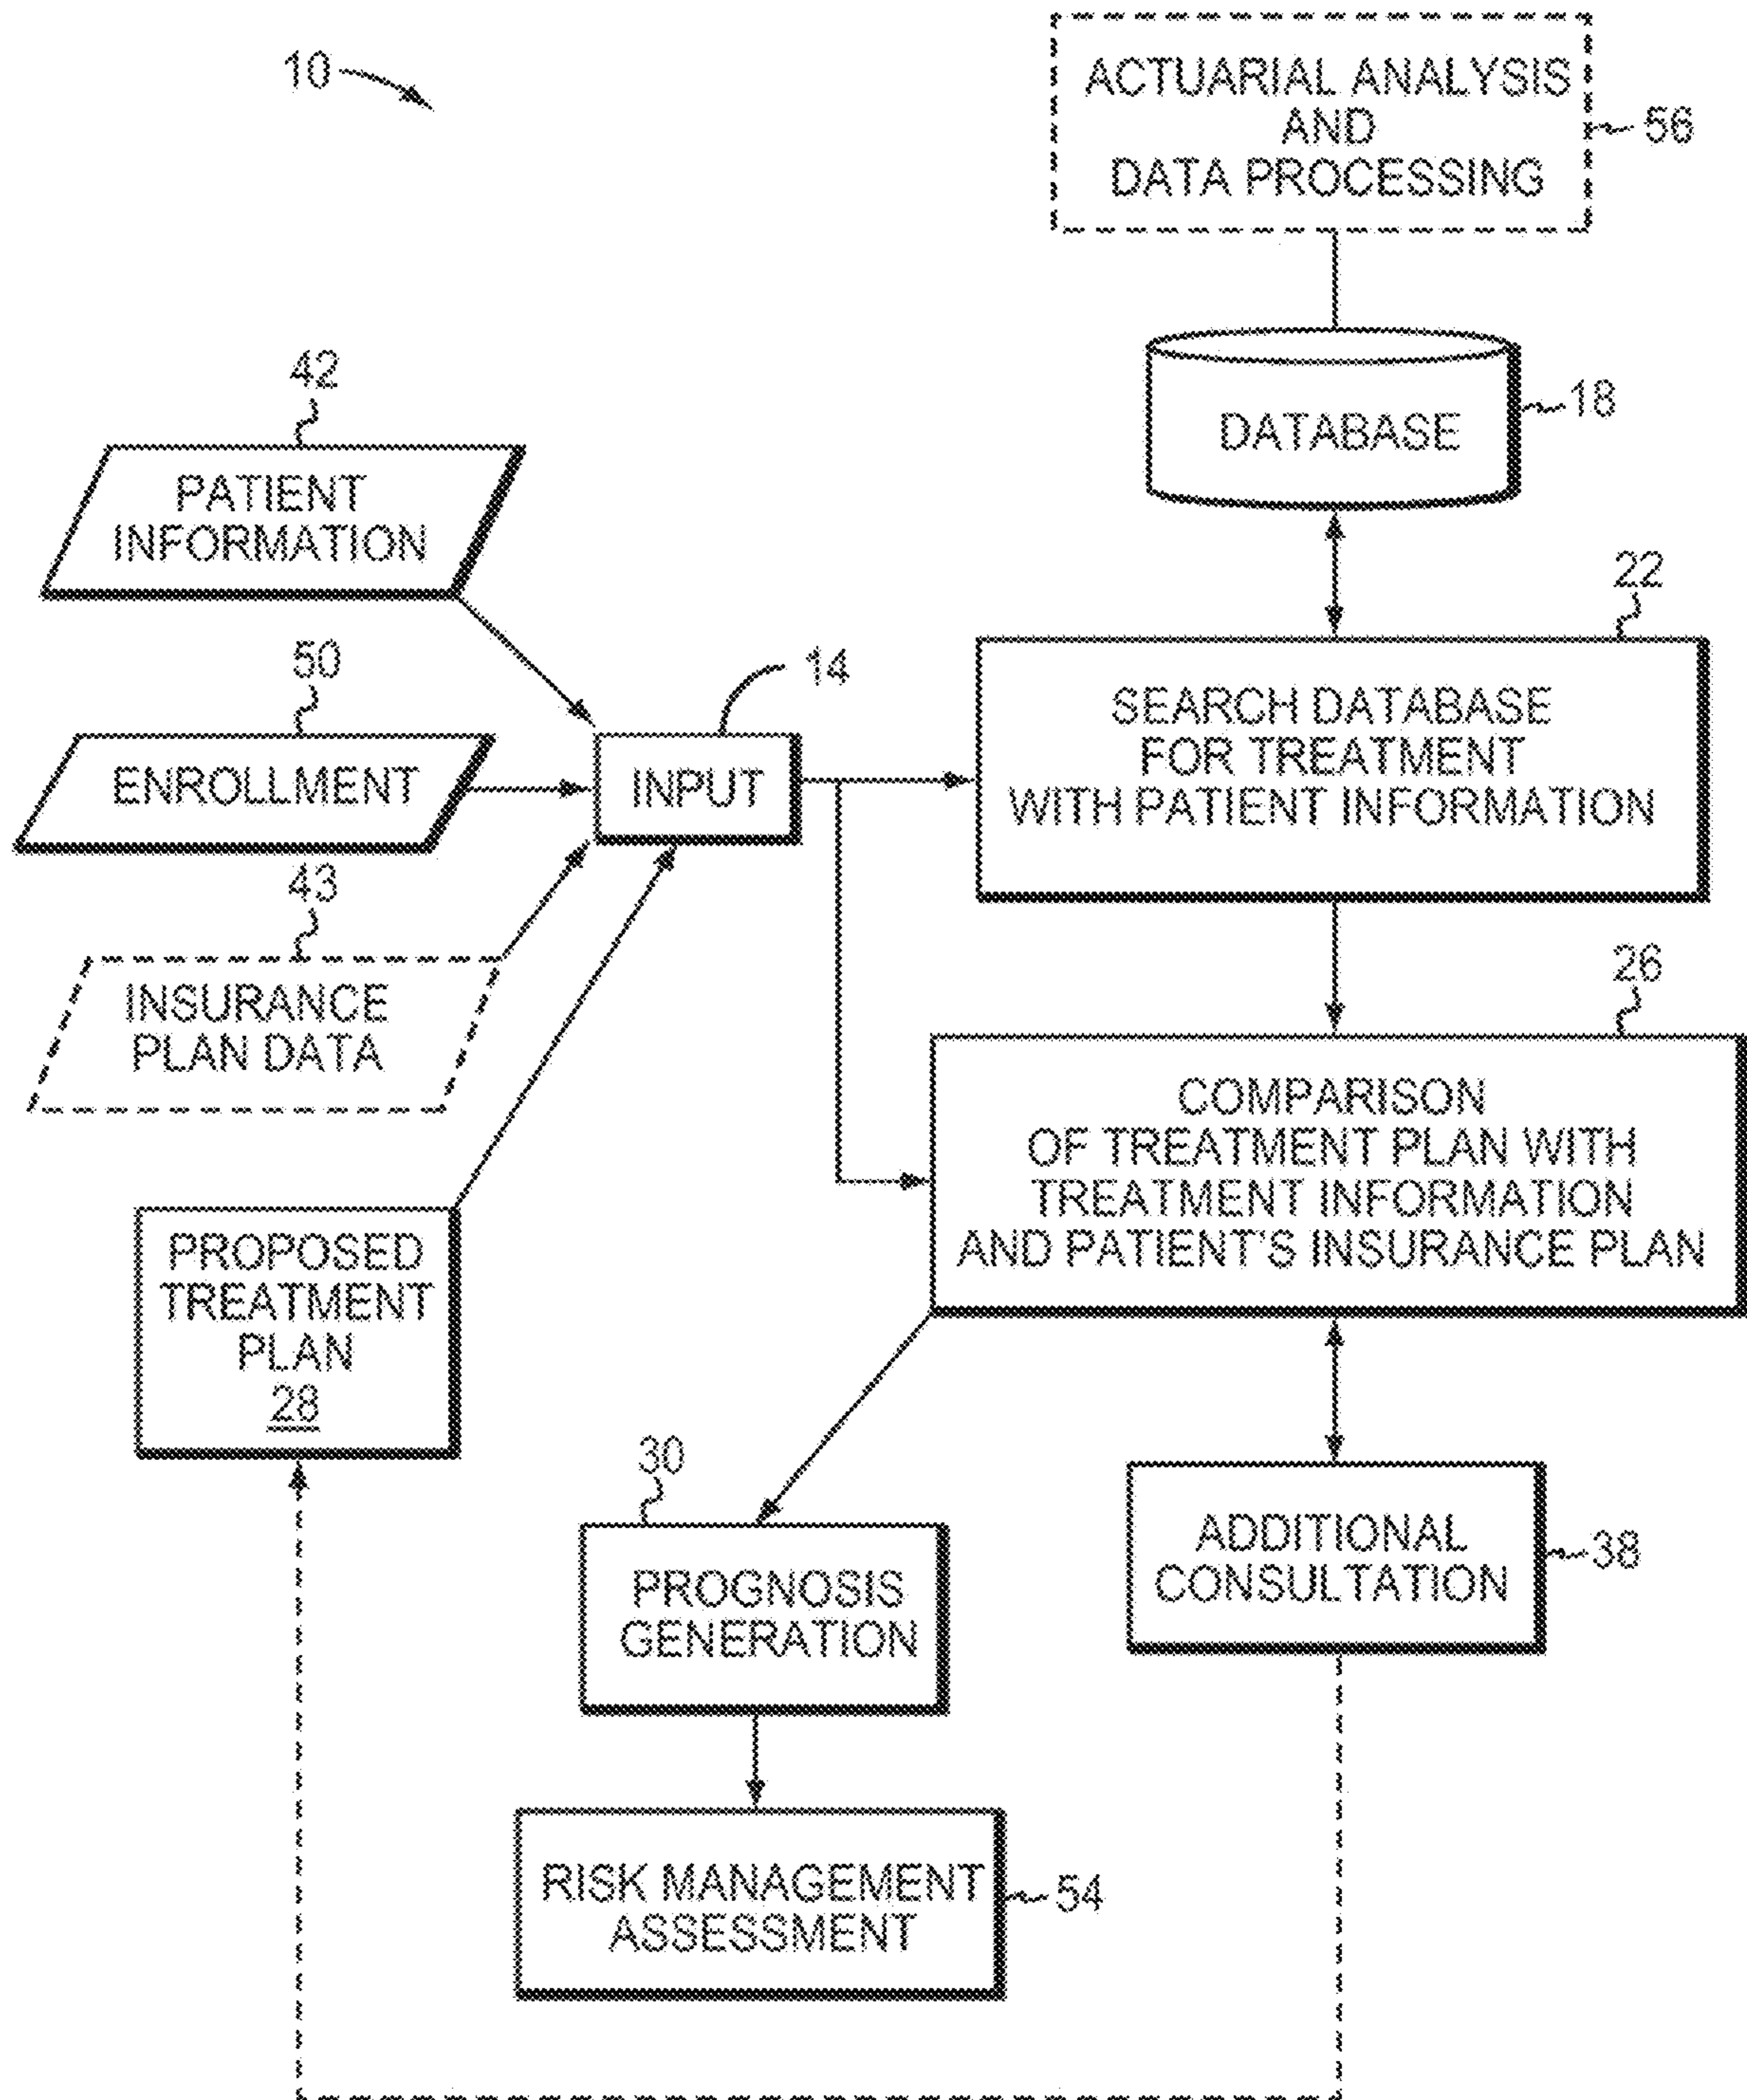 10
ACTUARIAL ANALYSIS
AND
DATA PROCESSING
56
DATABASE
18
42
PATIENT
INFORMATION
50
ENROLLMENT
43
INSURANCE
PLAN DATA
14
INPUT
22
SEARCH DATABASE
FOR TREATMENT
WITH PATIENT INFORMATION
26
COMPARISON
OF TREATMENT PLAN WITH
TREATMENT INFORMATION
AND PATIENT'S INSURANCE PLAN
PROPOSED
TREATMENT
PLAN
28
30
PROGNOSIS
GENERATION
ADDITIONAL
CONSULTATION
38
RISK MANAGEMENT
ASSESSMENT
54